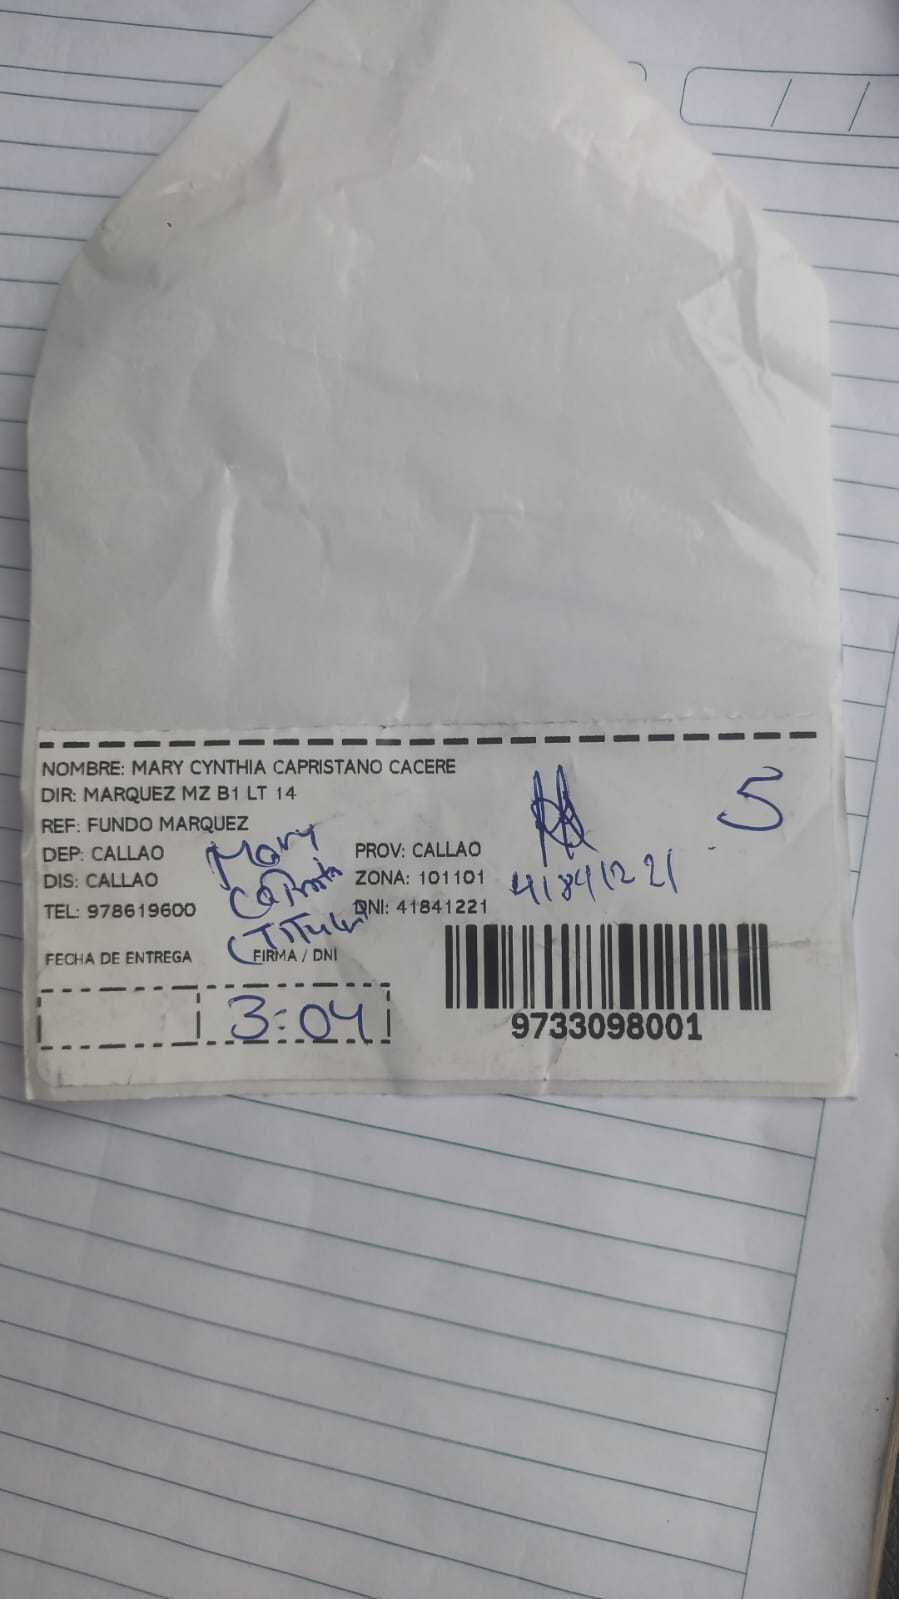 NOMBRE: MARY CYNTHIA CAPRISTANO CACERE
DIR: MARQUEZ MZ B1 LT 14
5
REF: FUNDO MARQUEZ
DEP: CALLAO
Mary
PROV: CALLAO
DIS: CALLAO
ZONA: 101101
41841221
TEL: 978619600
DNI: 41841221
FECHA DE ENTREGA
FIRMA / DNI
3:04
9733098001